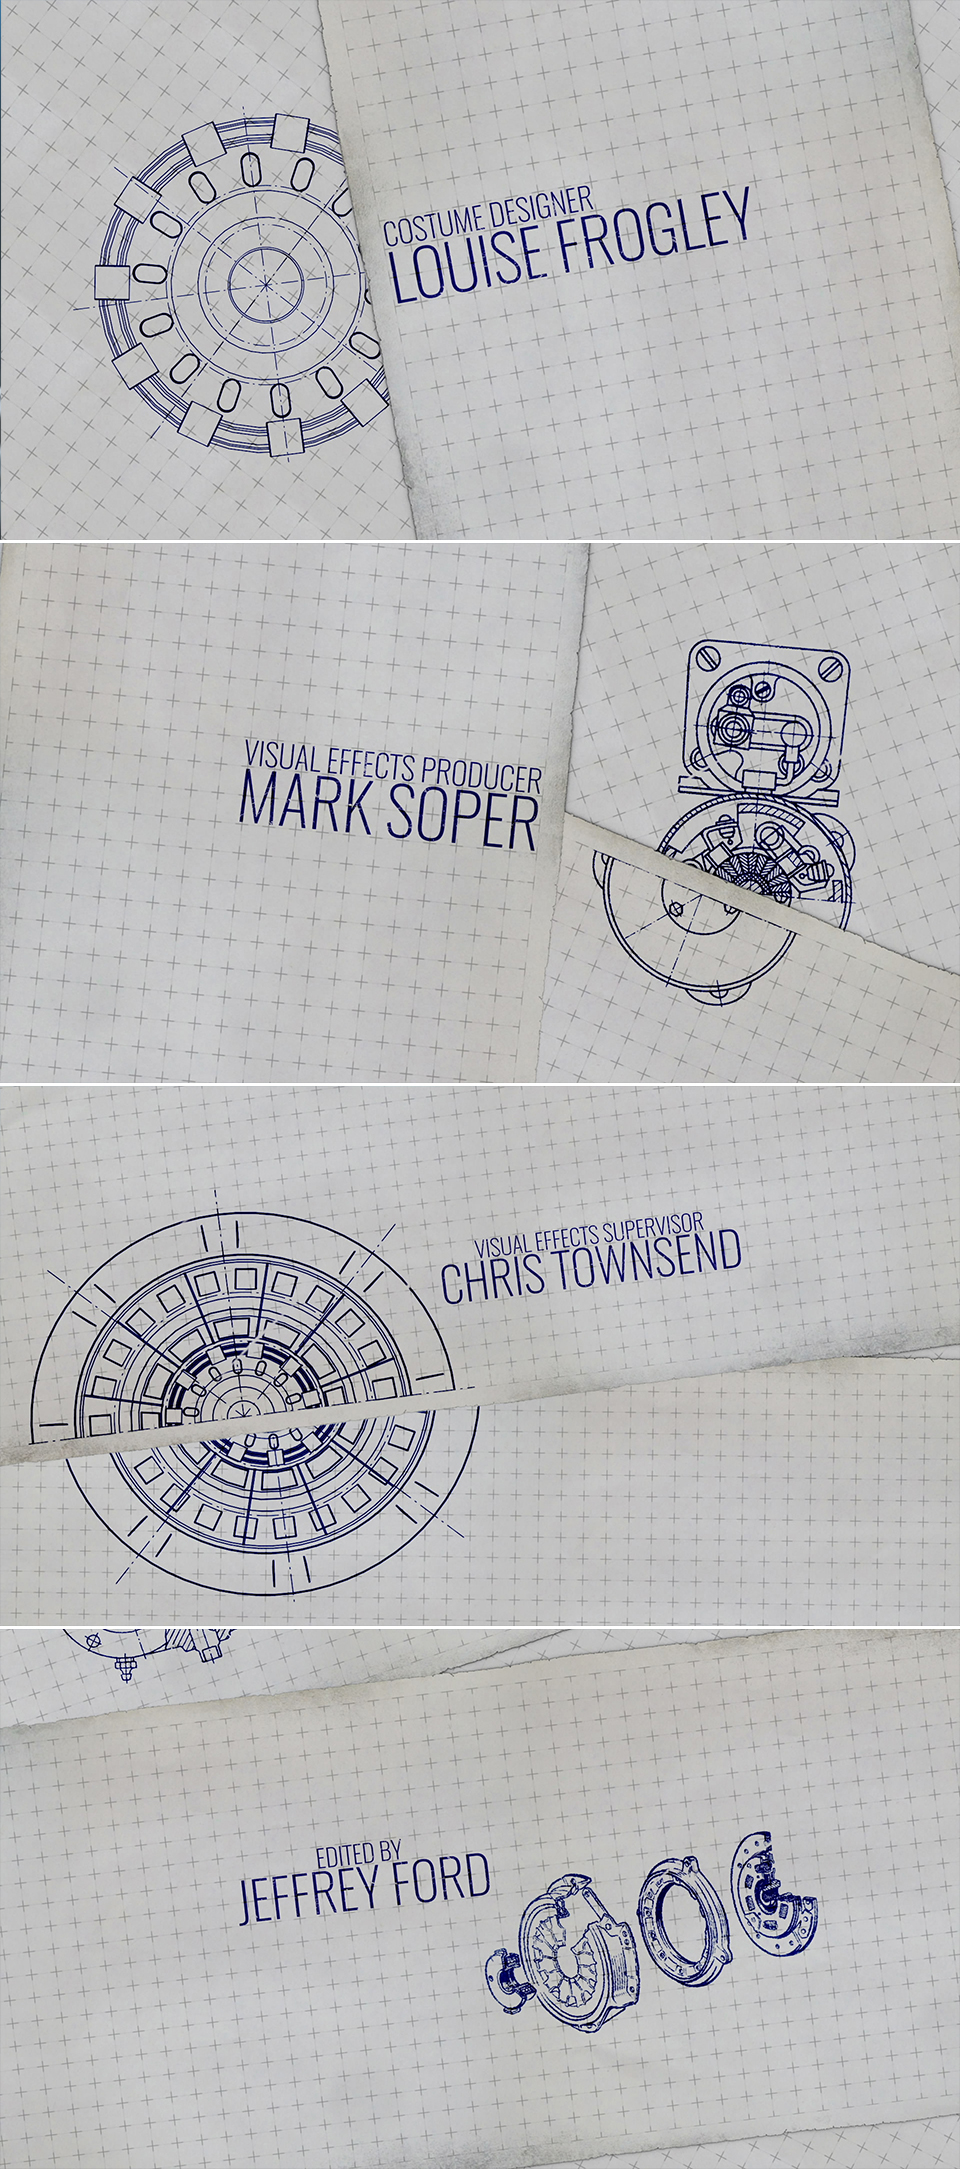 COSTUME DESIGNER
LOUISE FROGLEY
VISUAL EFFECTS PRODUCER
MARK SOPER
VISUAL EFFECTS SUPERVISOR
CHRIS TOWNSEND
EDITED BY
JEFFREY FORD